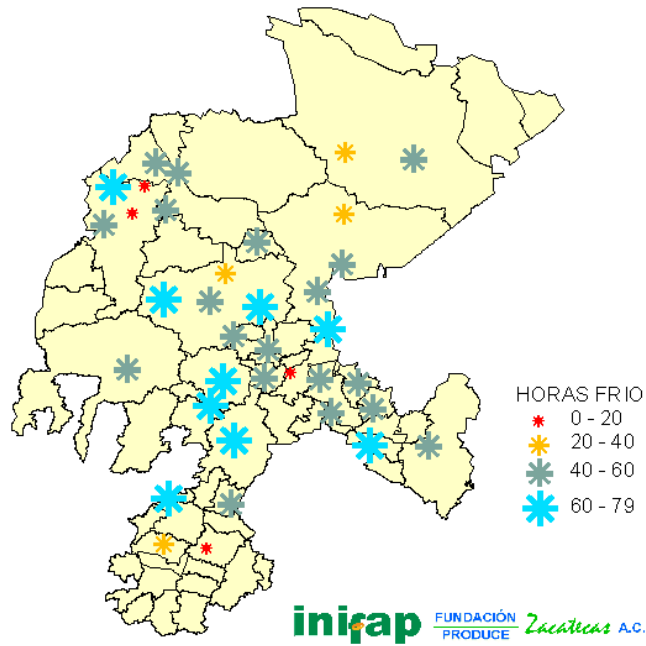 HORAS FRIO
0 - 20
20 - 40
40 - 60
60 - 79
inifap
FUNDACIÓN
PRODUCE
Zacatecas A.C.